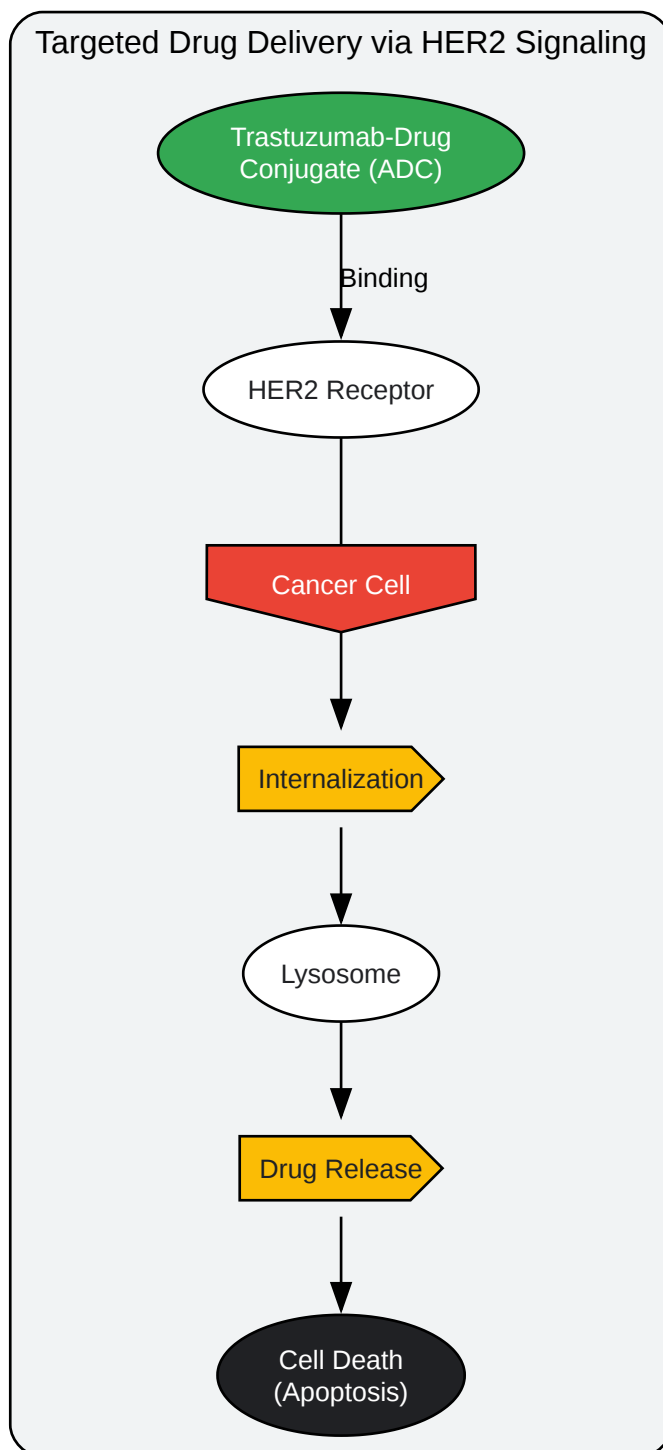 Targeted Drug Delivery via HER2 Signaling
Trastuzumab-Drug
Conjugate (ADC)
Binding
HER2 Receptor
Cancer Cell
Internalization
Lysosome
Drug Release
Cell Death
(Apoptosis)